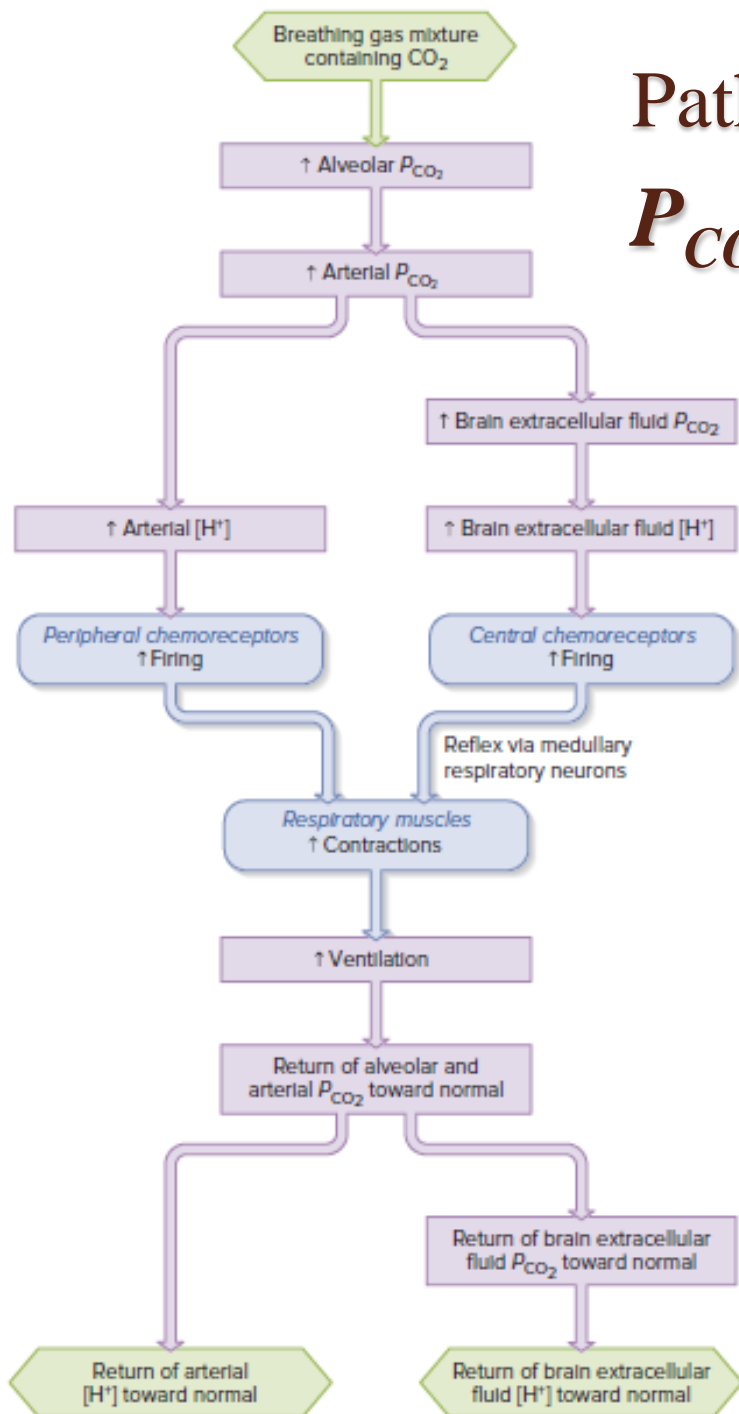 Breathing gas mixture
containing CO₂
Path
P_CO
↑ Alveolar P_CO₂
↑ Arterial P_CO₂
↑ Brain extracellular fluid P_CO₂
↑ Arterial [H⁺]
↑ Brain extracellular fluid [H⁺]
Peripheral chemoreceptors
↑Firing
Central chemoreceptors
↑Firing
Reflex via medullary
respiratory neurons
Respiratory muscles
↑ Contractions
↑ Ventilation
Return of alveolar and
arterial P_CO₂ toward normal
Return of brain extracellular
fluid P_CO₂ toward normal
Return of arterial
[H⁺] toward normal
Return of brain extracellular
fluid [H⁺] toward normal